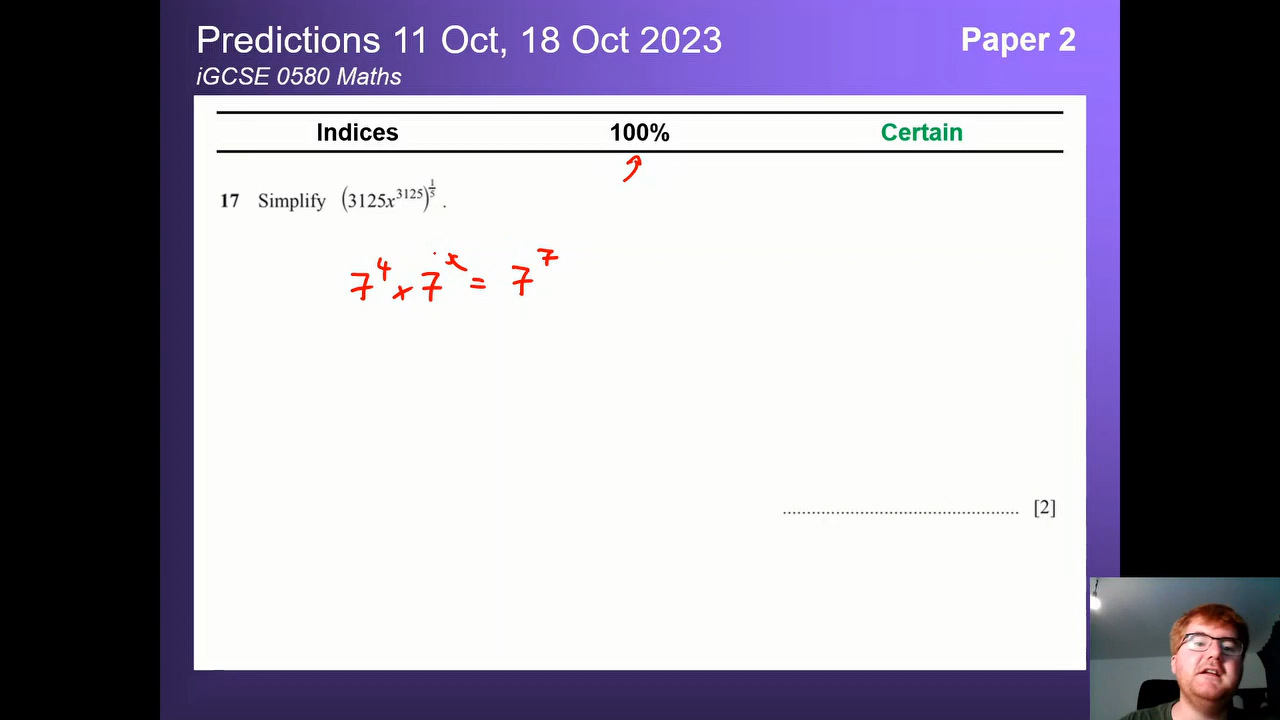 Predictions 11 Oct, 18 Oct 2023
Paper 2
iGCSE 0580 Maths
Indices 100% Certain
17 Simplify (3125x^3125)^(1/5) .
7^4 × 7^x = 7^7
................................................ [2]